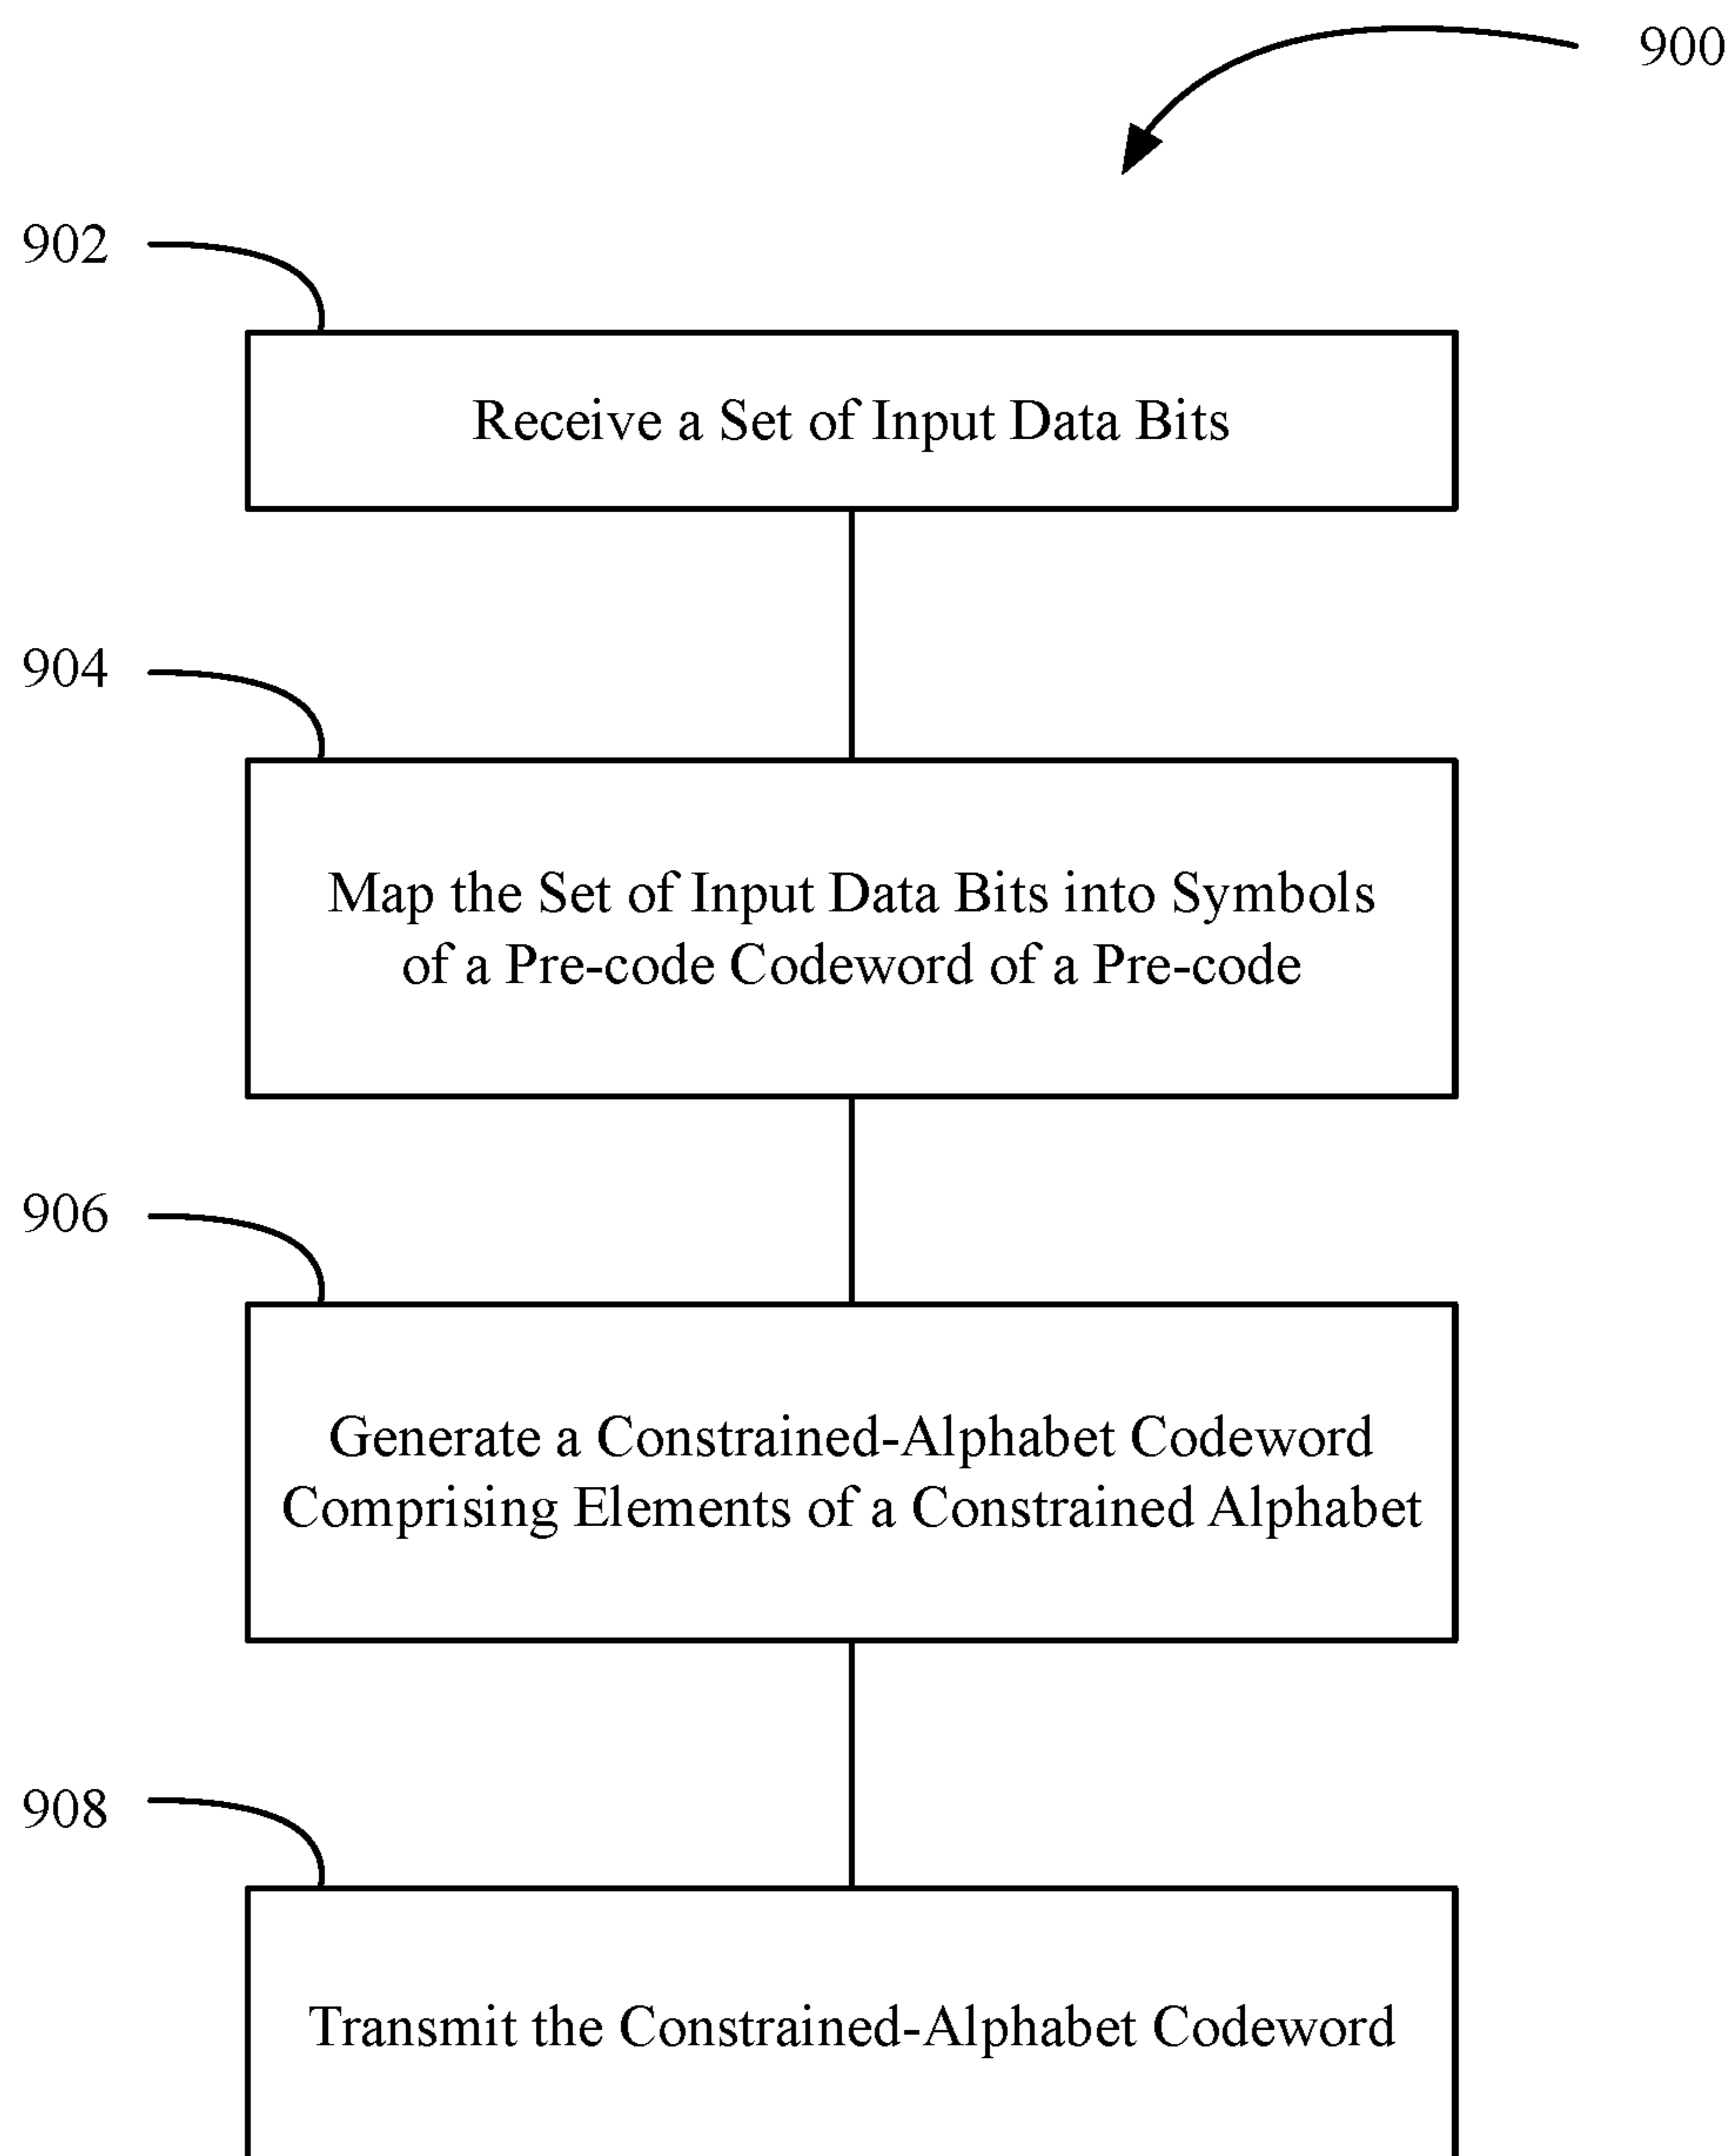 900
902
Receive a Set of Input Data Bits
904
Map the Set of Input Data Bits into Symbols
of a Pre-code Codeword of a Pre-code
906
Generate a Constrained-Alphabet Codeword
Comprising Elements of a Constrained Alphabet
908
Transmit the Constrained-Alphabet Codeword